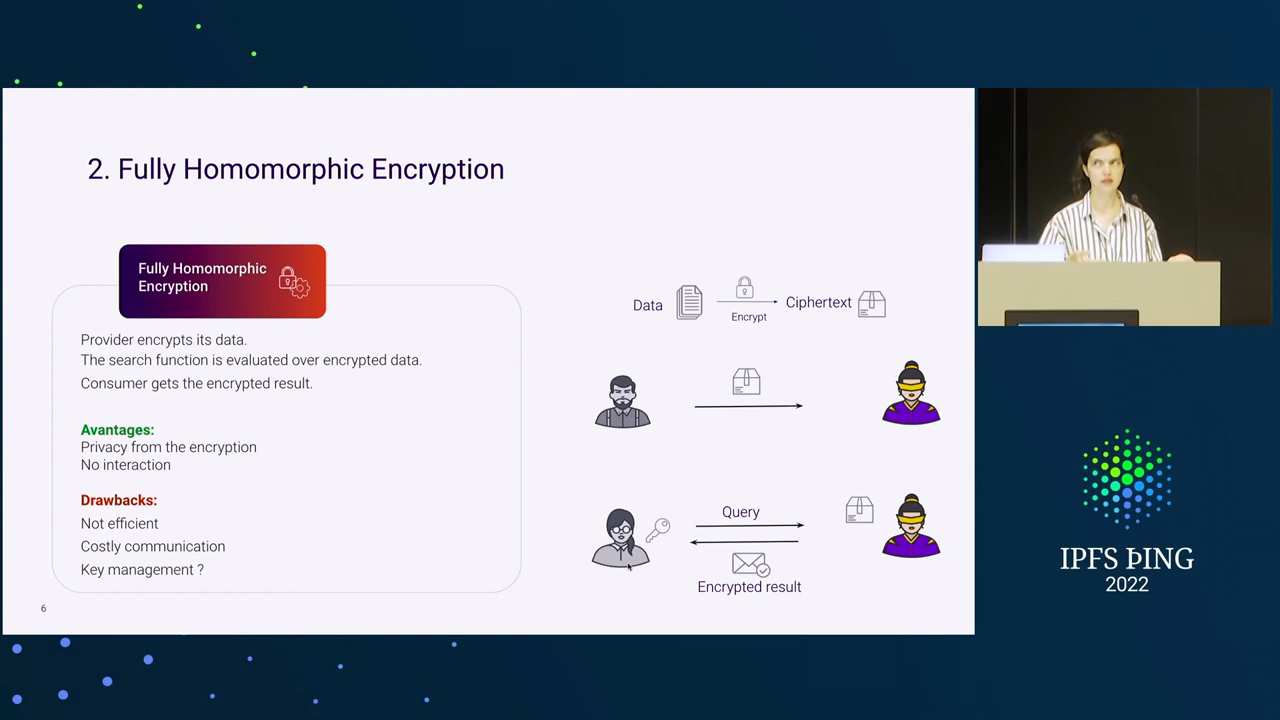 2. Fully Homomorphic Encryption
Fully Homomorphic
Encryption
Provider encrypts its data.
The search function is evaluated over encrypted data.
Consumer gets the encrypted result.
Avantages:
Privacy from the encryption
No interaction
Drawbacks:
Not efficient
Costly communication
Key management ?
6
Data
Encrypt
Ciphertext
Query
Encrypted result
IPFS ÞING
2022